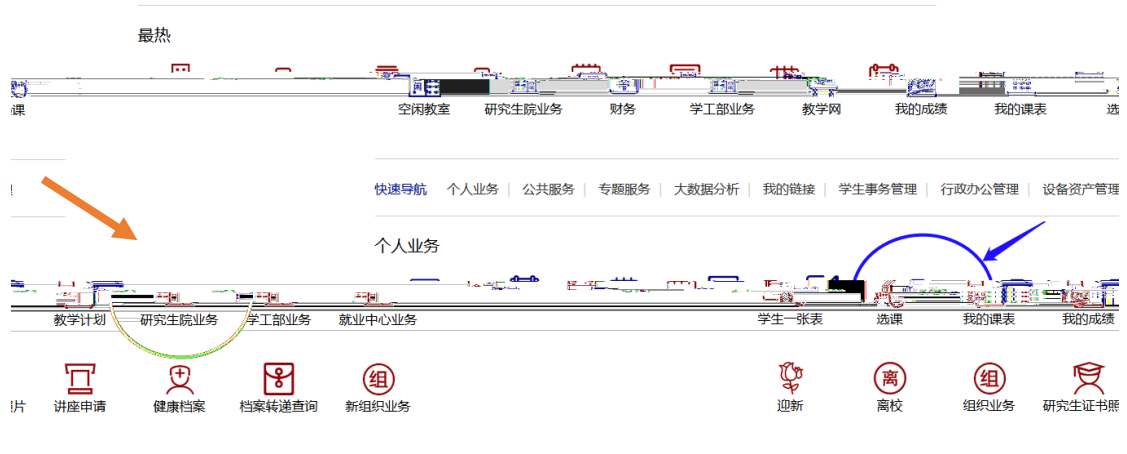 最热
课 空闲教室 研究生院业务 财务 学工部业务 教学网 我的成绩 我的课表 选
快速导航 个人业务 公共服务 专题服务 大数据分析 我的链接 学生事务管理 行政办公管理 设备资产管理
个人业务
教学计划 研究生院业务 学工部业务 就业中心业务 学生一张表 选课 我的课表 我的成绩
组 离 组
片 讲座申请 健康档案 档案转递查询 新组织业务 迎新 离校 组织业务 研究生证书照